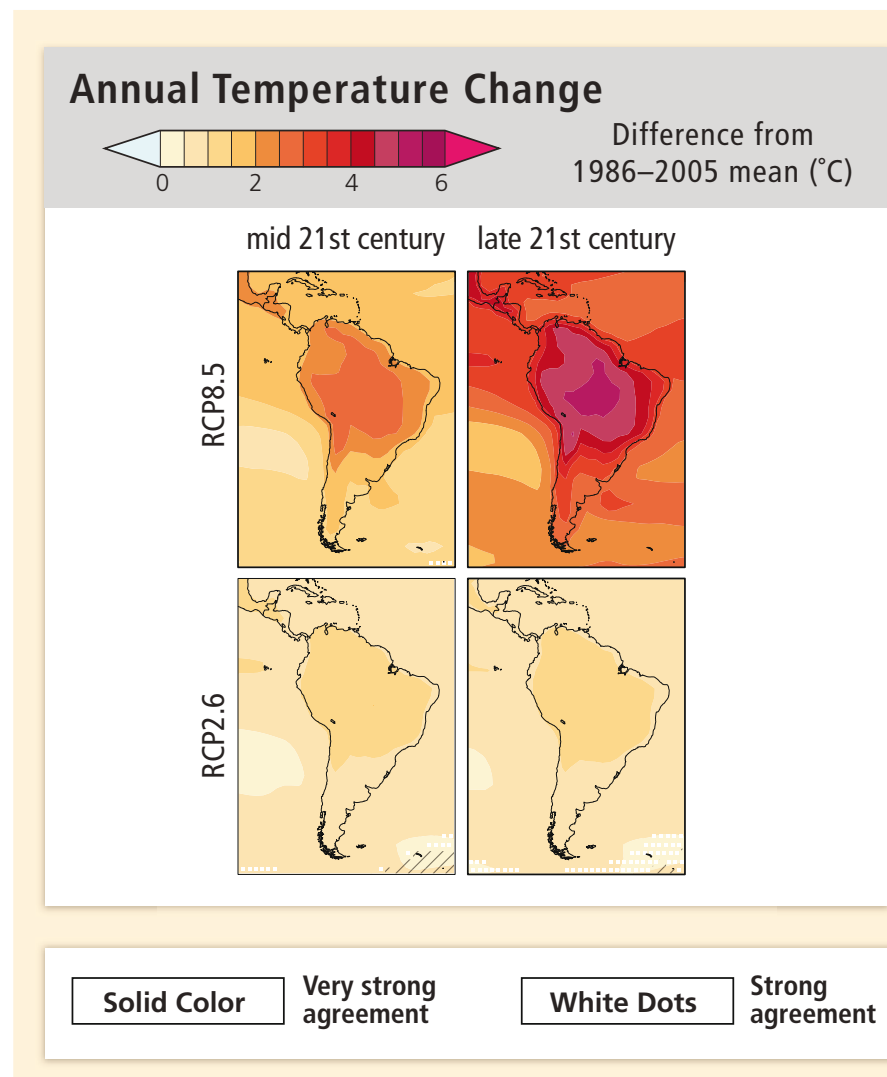 Annual Temperature Change
Difference from
1986–2005 mean (˚C)
0 2 4 6
mid 21st century late 21st century
RCP8.5
RCP2.6
Solid Color
Very strong
agreement
White Dots
Strong
agreement